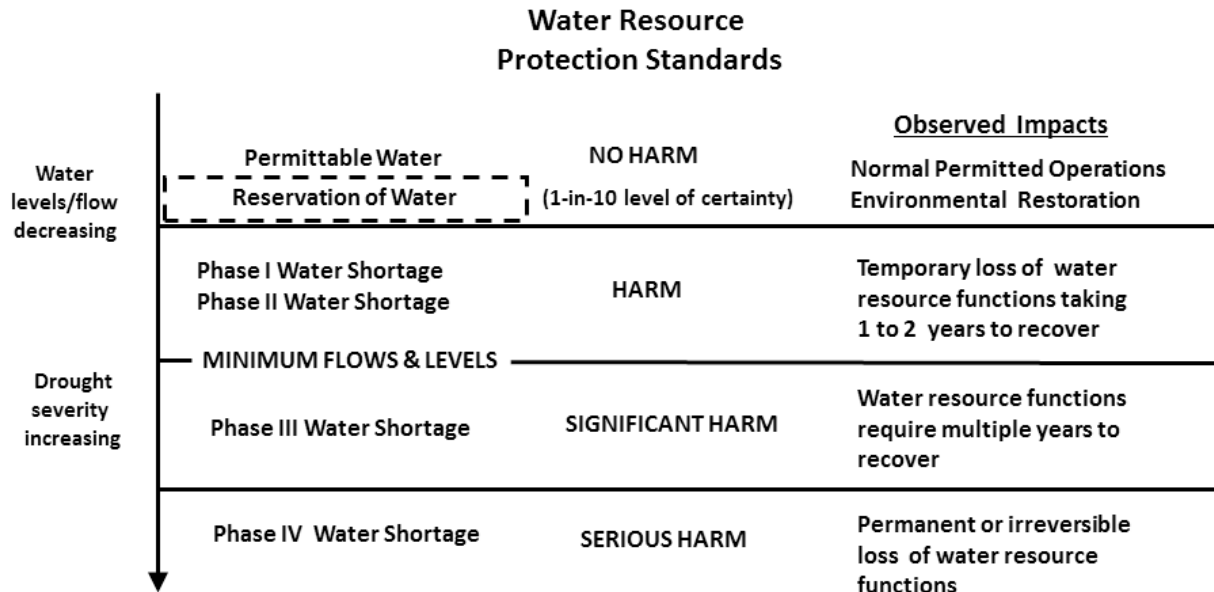 Water Resource
Protection Standards
Observed Impacts
Water
levels/flow
decreasing
Permittable Water
Reservation of Water
NO HARM
(1-in-10 level of certainty)
Normal Permitted Operations
Environmental Restoration
Phase I Water Shortage
Phase II Water Shortage
HARM
Temporary loss of water
resource functions taking
1 to 2 years to recover
MINIMUM FLOWS & LEVELS
Drought
severity
increasing
Phase III Water Shortage
SIGNIFICANT HARM
Water resource functions
require multiple years to
recover
Phase IV Water Shortage
SERIOUS HARM
Permanent or irreversible
loss of water resource
functions